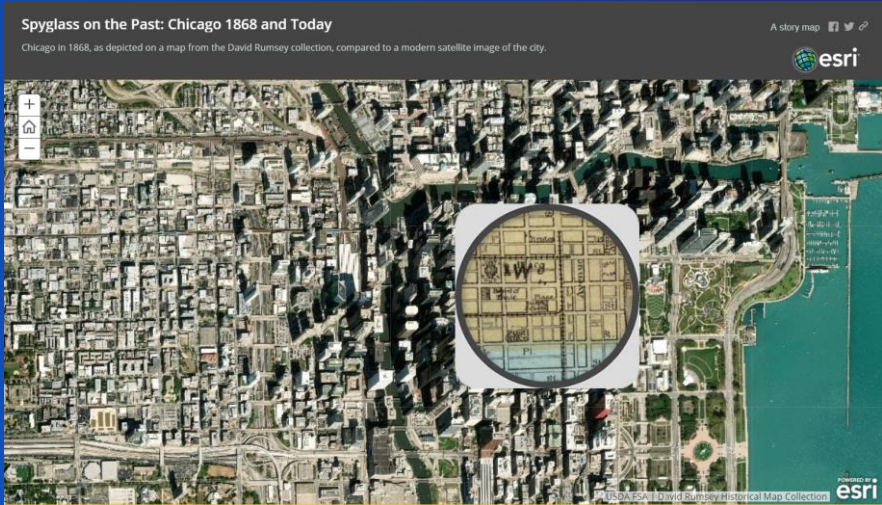 Spyglass on the Past: Chicago 1868 and Today
A story map
Chicago in 1868, as depicted on a map from the David Rumsey collection, compared to a modern satellite image of the city.
esri
+
−
W
Avenue
Pl
USDA FSA | David Rumsey Historical Map Collection
POWERED BY
esri